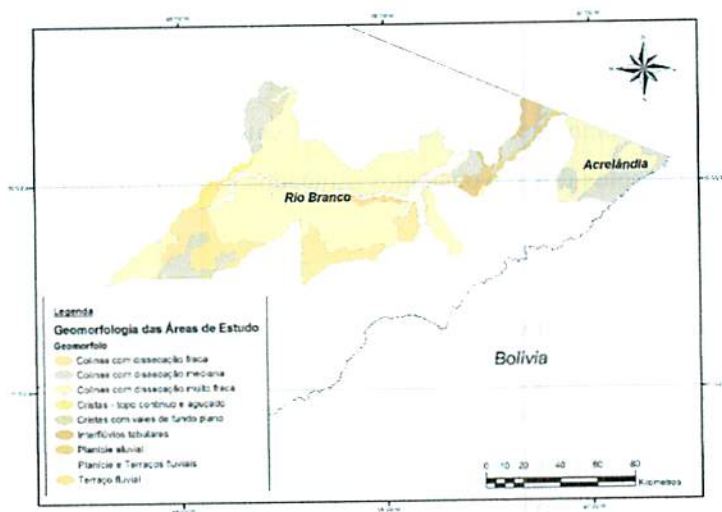 Acrelândia
Rio Branco
Bolívia
Legenda
Geomorfologia das Áreas de Estudo
Geomorfolo
Colinas com dissecação fraca
Colinas com dissecação mediana
Colinas com dissecação muito fraca
Cristas - topo contínuo e aguçado
Cristas com vales de fundo plano
Interflúvios tabulares
Planície aluvial
Planície e Terraços fluviais
Terraço fluvial
0 10 20 40 60 80
Kilometros